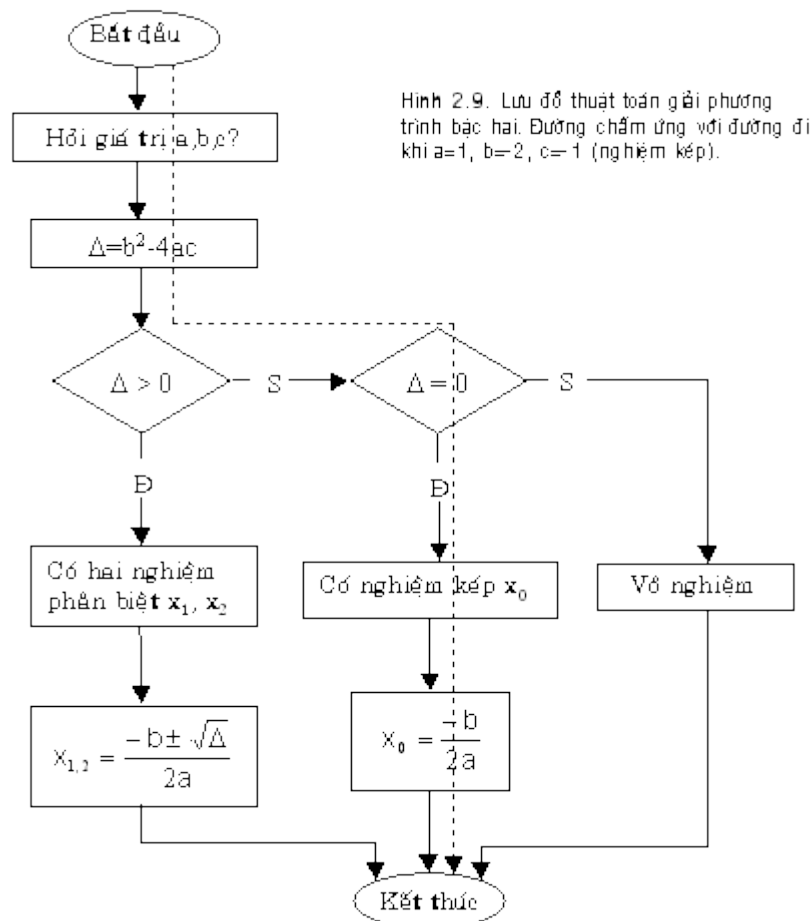 Bắt đầu
Hình 2.9. Lưu đồ thuật toán giải phương
trình bậc hai. Đường chấm ứng với đường đi
khi a=1, b=-2, c=-1 (nghiệm kép).
Hỏi giá trị a,b,c?
Δ=b²-4ac
Δ > 0
S
Δ = 0
S
Đ
Đ
Có hai nghiệm
phân biệt x₁, x₂
Có nghiệm kép x₀
Vô nghiệm
x₁,₂ = (-b ± √Δ) / 2a
x₀ = -b / 2a
Kết thúc